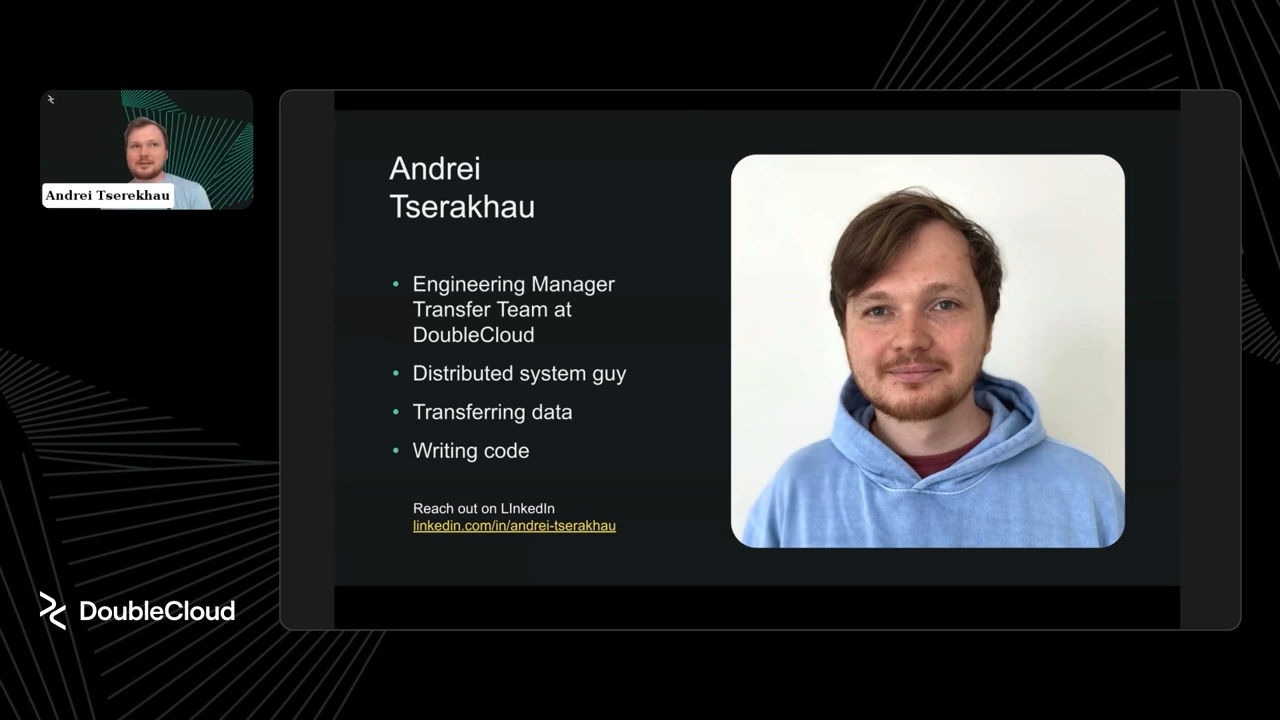 Andrei Tserekhau
Andrei
Tserakhau
• Engineering Manager
Transfer Team at
DoubleCloud
• Distributed system guy
• Transferring data
• Writing code
Reach out on LInkedIn
linkedin.com/in/andrei-tserakhau
DoubleCloud